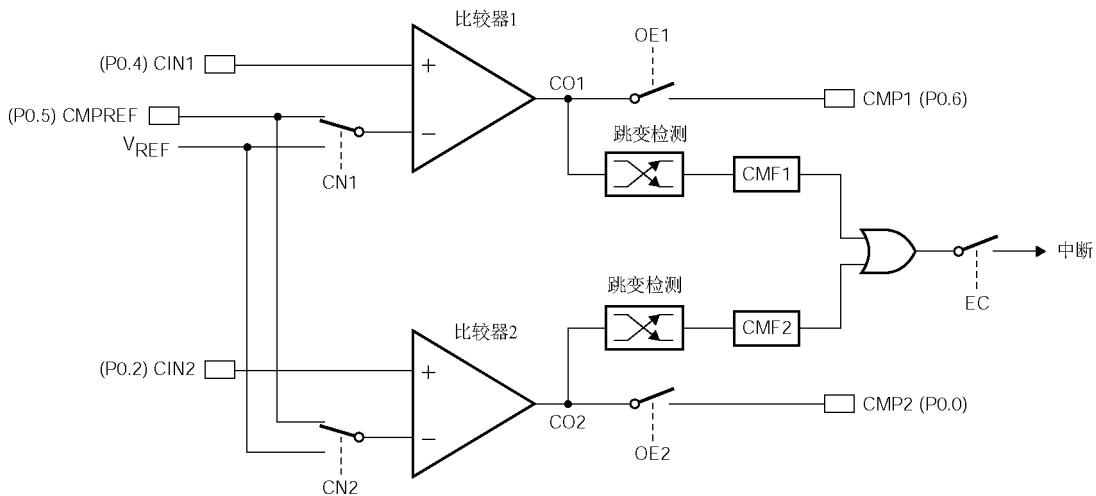 比较器1
OE1
(P0.4) CIN1
CO1
CMP1 (P0.6)
(P0.5) CMPREF
跳变检测
VREF
CN1
CMF1
中断
EC
跳变检测
比较器2
CMF2
(P0.2) CIN2
CMP2 (P0.0)
CO2
OE2
CN2